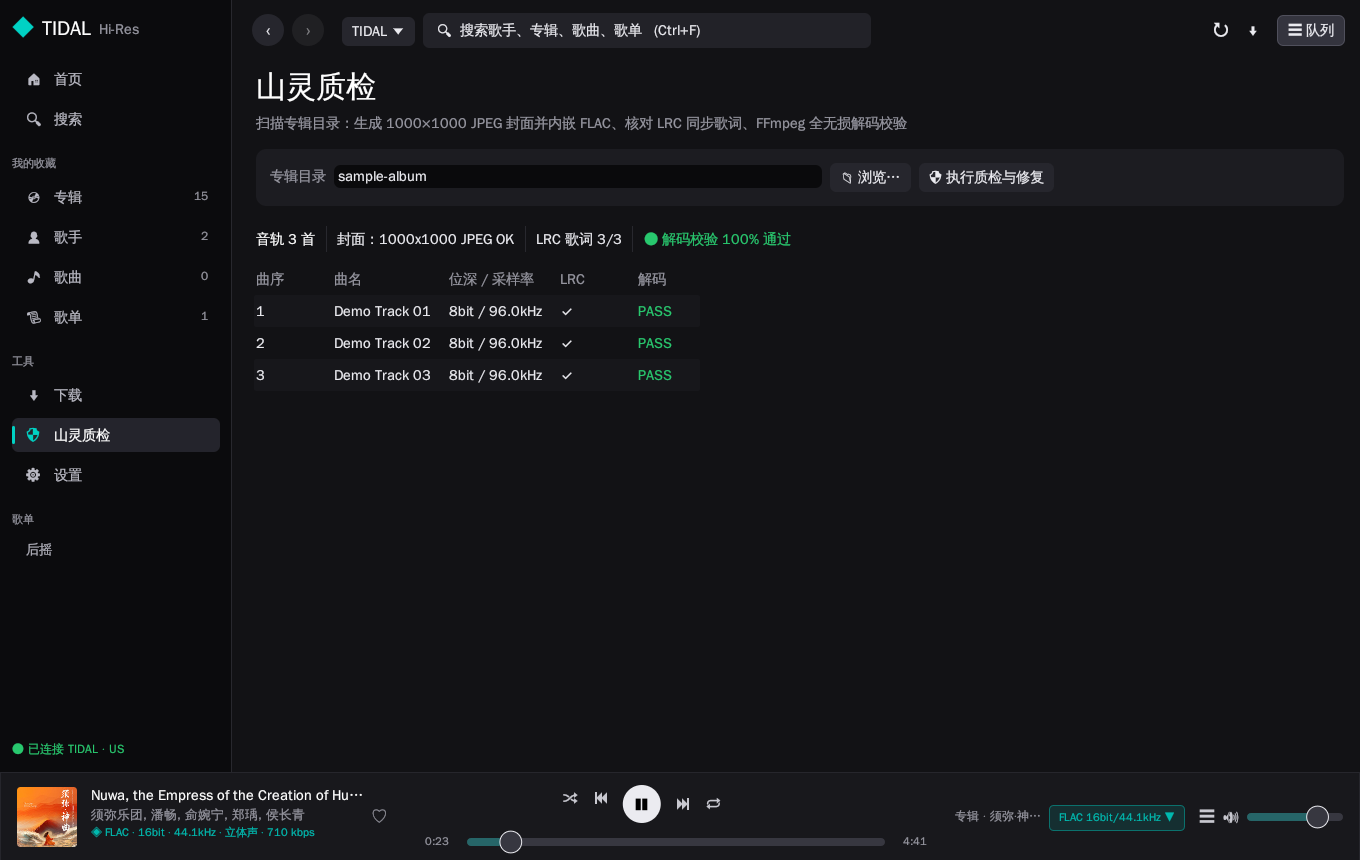 TIDAL Hi-Res
首页
搜索
我的收藏
专辑 15
歌手 2
歌曲 0
歌单 1
工具
下载
山灵质检
设置
歌单
后摇
已连接 TIDAL · US
‹ › TIDAL 搜索歌手、专辑、歌曲、歌单 (Ctrl+F) 队列
山灵质检
扫描专辑目录：生成 1000×1000 JPEG 封面并内嵌 FLAC、核对 LRC 同步歌词、FFmpeg 全无损解码校验
专辑目录 sample-album 浏览… 执行质检与修复
音轨 3 首 封面：1000x1000 JPEG OK LRC 歌词 3/3 解码校验 100% 通过
曲序 曲名 位深 / 采样率 LRC 解码
1 Demo Track 01 8bit / 96.0kHz ✓ PASS
2 Demo Track 02 8bit / 96.0kHz ✓ PASS
3 Demo Track 03 8bit / 96.0kHz ✓ PASS
须弥·神曲
Nuwa, the Empress of the Creation of Hu…
须弥乐团, 潘畅, 俞婉宁, 郑瑀, 侯长青
FLAC · 16bit · 44.1kHz · 立体声 · 710 kbps
0:23 4:41
专辑 · 须弥·神… FLAC 16bit/44.1kHz ▼